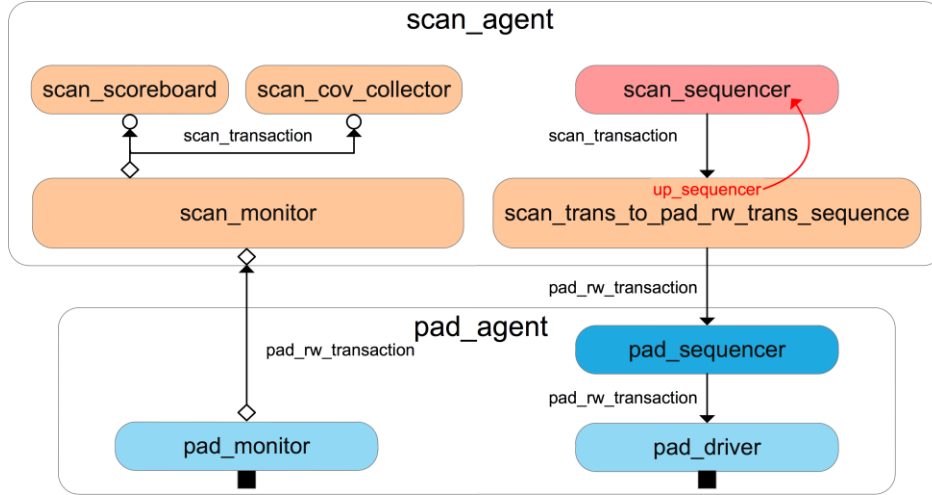 scan_agent
scan_scoreboard
scan_cov_collector
scan_sequencer
scan_transaction
scan_transaction
up_sequencer
scan_monitor
scan_trans_to_pad_rw_trans_sequence
pad_rw_transaction
pad_agent
pad_rw_transaction
pad_sequencer
pad_rw_transaction
pad_monitor
pad_driver